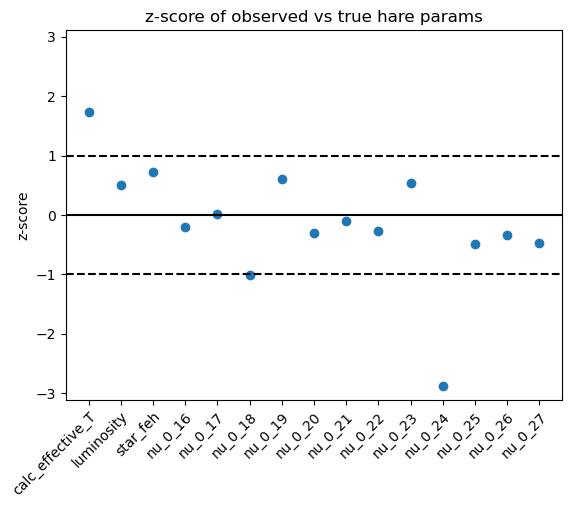 z-score of observed vs true hare params
3
2
1
0
−1
−2
−3
z-score
calc_effective_T
luminosity
star_feh
nu_0_16
nu_0_17
nu_0_18
nu_0_19
nu_0_20
nu_0_21
nu_0_22
nu_0_23
nu_0_24
nu_0_25
nu_0_26
nu_0_27